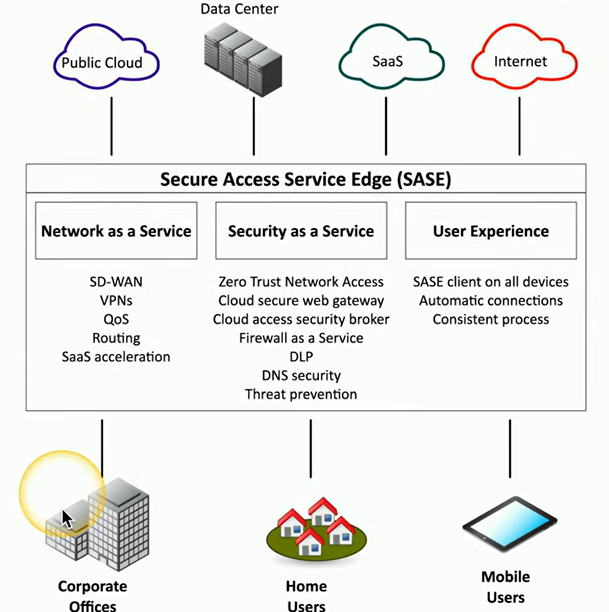 Data Center
Public Cloud
SaaS
Internet
Secure Access Service Edge (SASE)
Network as a Service
Security as a Service
User Experience
SD-WAN
VPNs
QoS
Routing
SaaS acceleration
Zero Trust Network Access
Cloud secure web gateway
Cloud access security broker
Firewall as a Service
DLP
DNS security
Threat prevention
SASE client on all devices
Automatic connections
Consistent process
Corporate
Offices
Home
Users
Mobile
Users